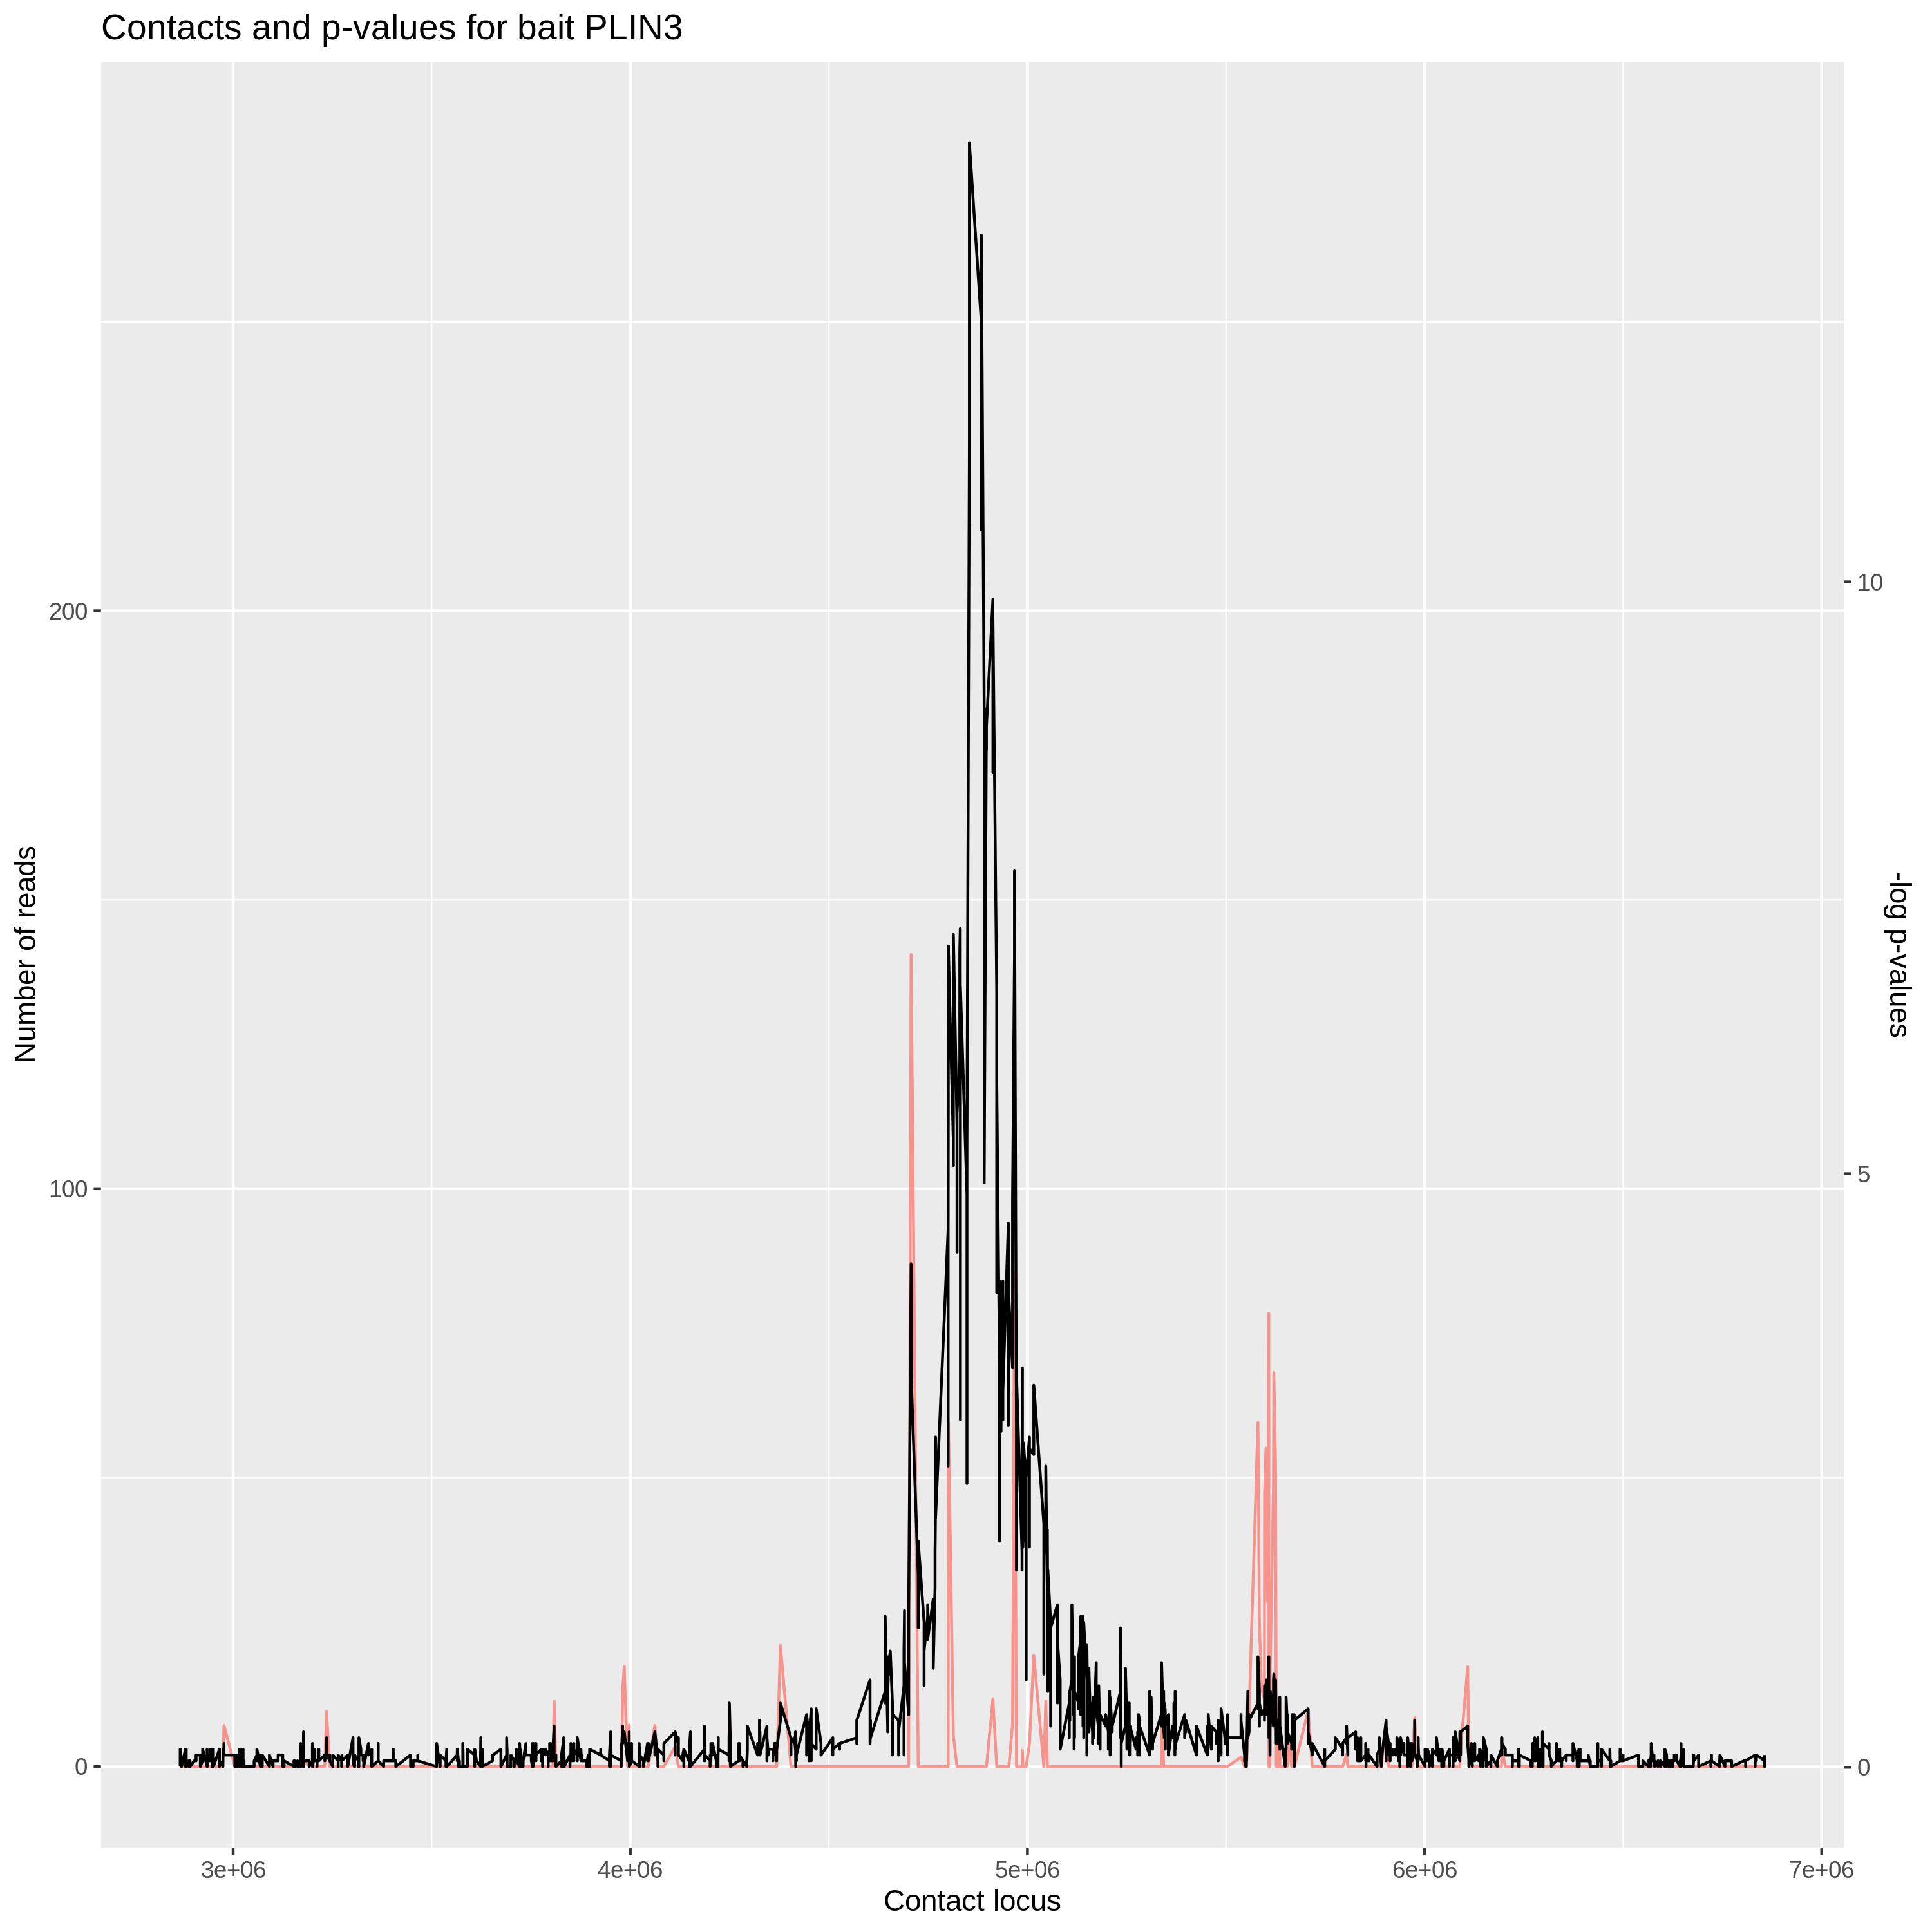 Contacts and p-values for bait PLIN3
Number of reads
200
100
0
10
5
0
-log p-values
3e+06
4e+06
5e+06
6e+06
7e+06
Contact locus